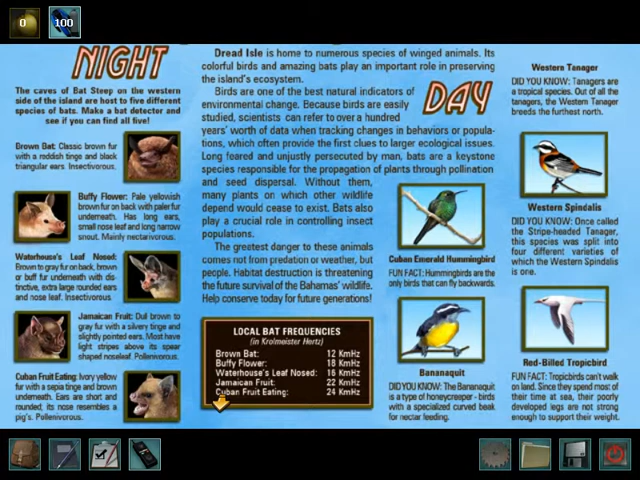 0
100
NIGHT
The caves of Bat Steep on the western
side of the island are host to five different
species of bats. Make a bat detector and
see if you can find all five!
Brown Bat: Classic brown fur
with a reddish tinge and black
triangular ears. Insectivorous.
Buffy Flower: Pale yellowish
brown fur on back with paler fur
underneath. Has long ears,
small nose leaf and long narrow
snout. Mainly nectarivorous.
Waterhouse's Leaf Nosed:
Brown to gray fur on back, brown
or buff fur underneath with dis-
tinctive, extra large rounded ears
and nose leaf. Insectivorous.
Jamaican Fruit: Dull brown to
gray fur with a silvery tinge and
slightly pointed ears. Most have
light stripes above its spear
shaped noseleaf. Pollenivorous.
Cuban Fruit Eating: Ivory yellow
fur with a sepia tinge and brown
underneath. Ears are short and
rounded, its nose resembles a
pig's. Pollenivorous.
Dread Isle is home to numerous species of winged animals. Its
colorful birds and amazing bats play an important role in preserving
the island's ecosystem.
Birds are one of the best natural indicators of
environmental change. Because birds are easily
studied, scientists can refer to over a hundred
years' worth of data when tracking changes in behaviors or popula-
tions, which often provide the first clues to larger ecological issues.
Long feared and unjustly persecuted by man, bats are a keystone
species responsible for the propagation of plants through pollination
and seed dispersal. Without them,
many plants on which other wildlife
depend would cease to exist. Bats also
play a crucial role in controlling insect
populations.
The greatest danger to these animals
comes not from predation or weather, but
people. Habitat destruction is threatening
the future survival of the Bahamas' wildlife.
Help conserve today for future generations!
LOCAL BAT FREQUENCIES
(in Krolmeister Hertz)
Brown Bat: 12 KmHz
Buffy Flower: 18 KmHz
Waterhouse's Leaf Nosed: 16 KmHz
Jamaican Fruit: 22 KmHz
Cuban Fruit Eating: 24 KmHz
DAY
Cuban Emerald Hummingbird
FUN FACT: Hummingbirds are the
only birds that can fly backwards.
Bananaquit
DID YOU KNOW: The Bananaquit
is a type of honeycreeper - birds
with a specialized curved beak
for nectar feeding.
Western Tanager
DID YOU KNOW: Tanagers are
a tropical species. Out of all the
tanagers, the Western Tanager
breeds the furthest north.
Western Spindalis
DID YOU KNOW: Once called
the Stripe-headed Tanager,
this species was split into
four different varieties of
which the Western Spindalis
is one.
Red-Billed Tropicbird
FUN FACT: Tropicbirds can't walk
on land. Since they spend most of
their time at sea, their poorly
developed legs are not strong
enough to support their weight.